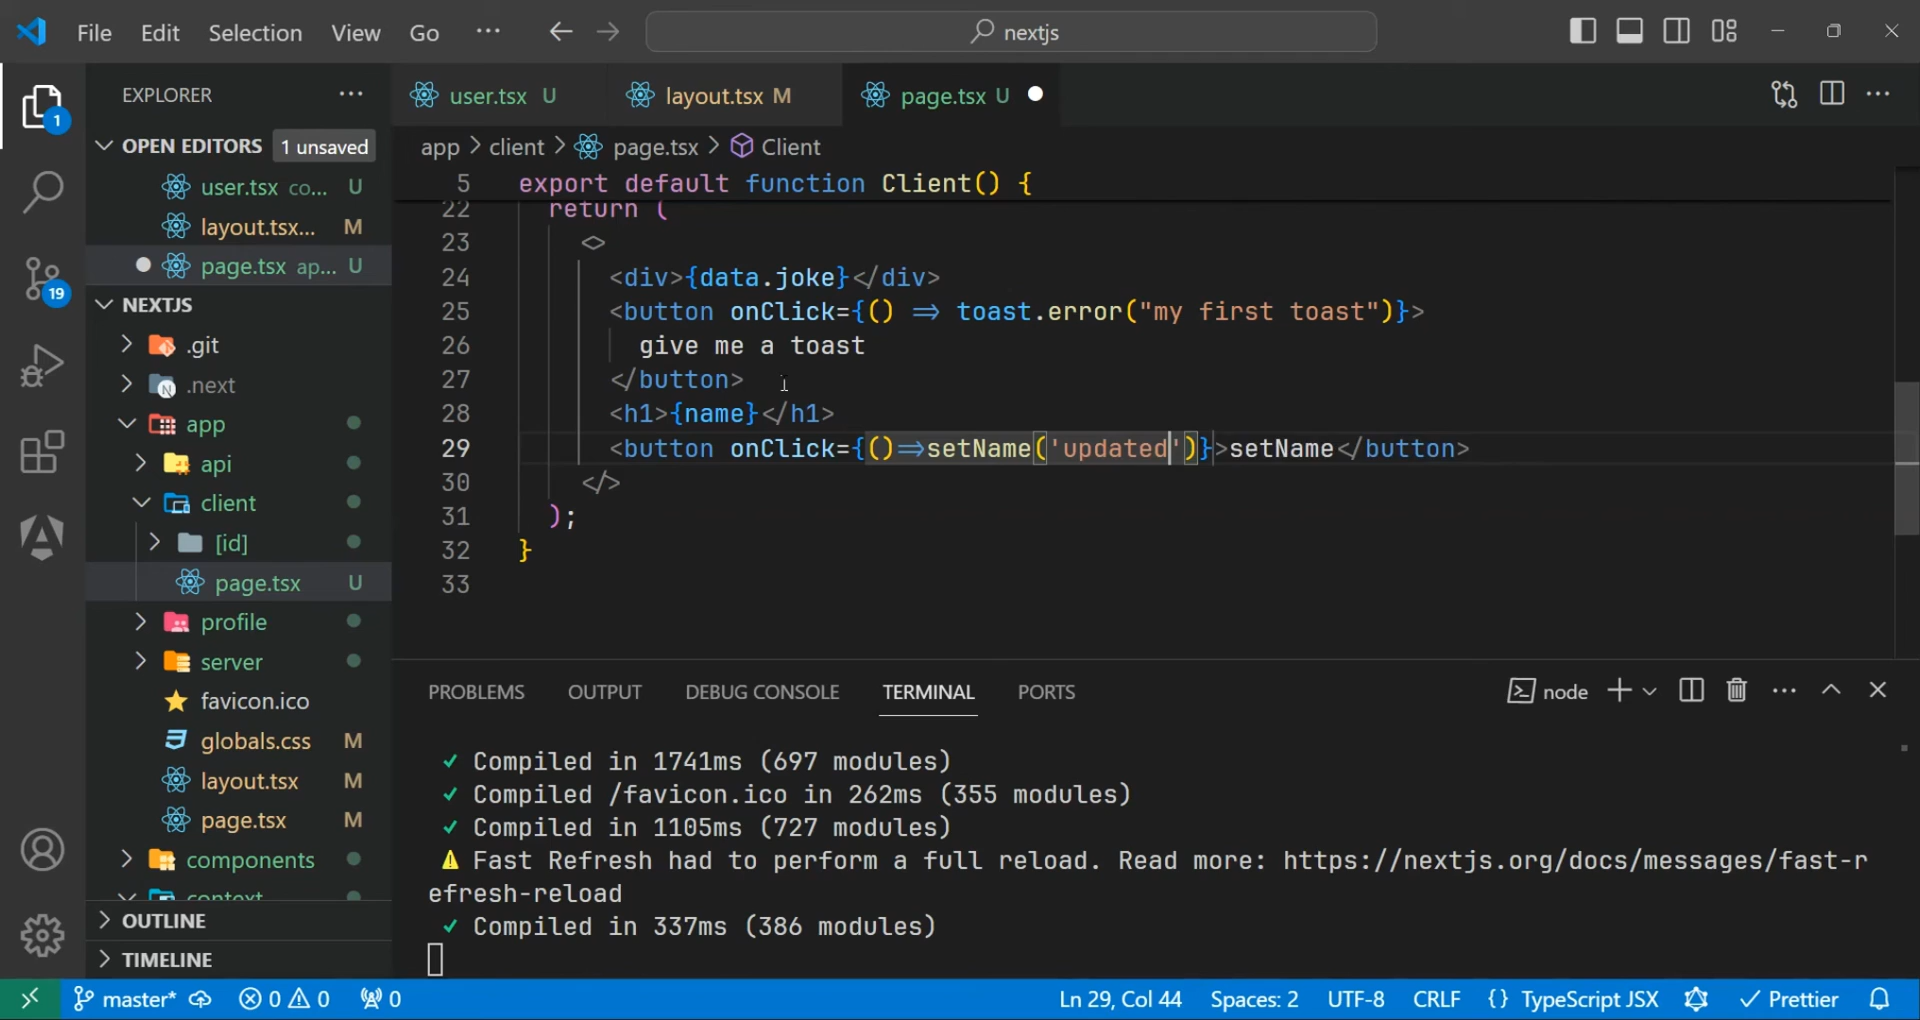 File Edit Selection View Go ··· nextjs
EXPLORER ···
OPEN EDITORS 1 unsaved
user.tsx co... U
layout.tsx... M
page.tsx ap... U
NEXTJS
.git
.next
app
api
client
[id]
page.tsx U
profile
server
favicon.ico
globals.css M
layout.tsx M
page.tsx M
components
context
OUTLINE
TIMELINE
1
19
user.tsx U layout.tsx M page.tsx U
app > client > page.tsx > Client
5 export default function Client() {
22 return (
23 <>
24 <div>{data.joke}</div>
25 <button onClick={() => toast.error("my first toast")}>
26 give me a toast
27 </button>
28 <h1>{name}</h1>
29 <button onClick={()=>setName('updated')}>setName</button>
30 </>
31 );
32 }
33
PROBLEMS OUTPUT DEBUG CONSOLE TERMINAL PORTS node
✓ Compiled in 1741ms (697 modules)
✓ Compiled /favicon.ico in 262ms (355 modules)
✓ Compiled in 1105ms (727 modules)
⚠ Fast Refresh had to perform a full reload. Read more: https://nextjs.org/docs/messages/fast-r
efresh-reload
✓ Compiled in 337ms (386 modules)
master* 0 0 0 Ln 29, Col 44 Spaces: 2 UTF-8 CRLF {} TypeScript JSX Prettier